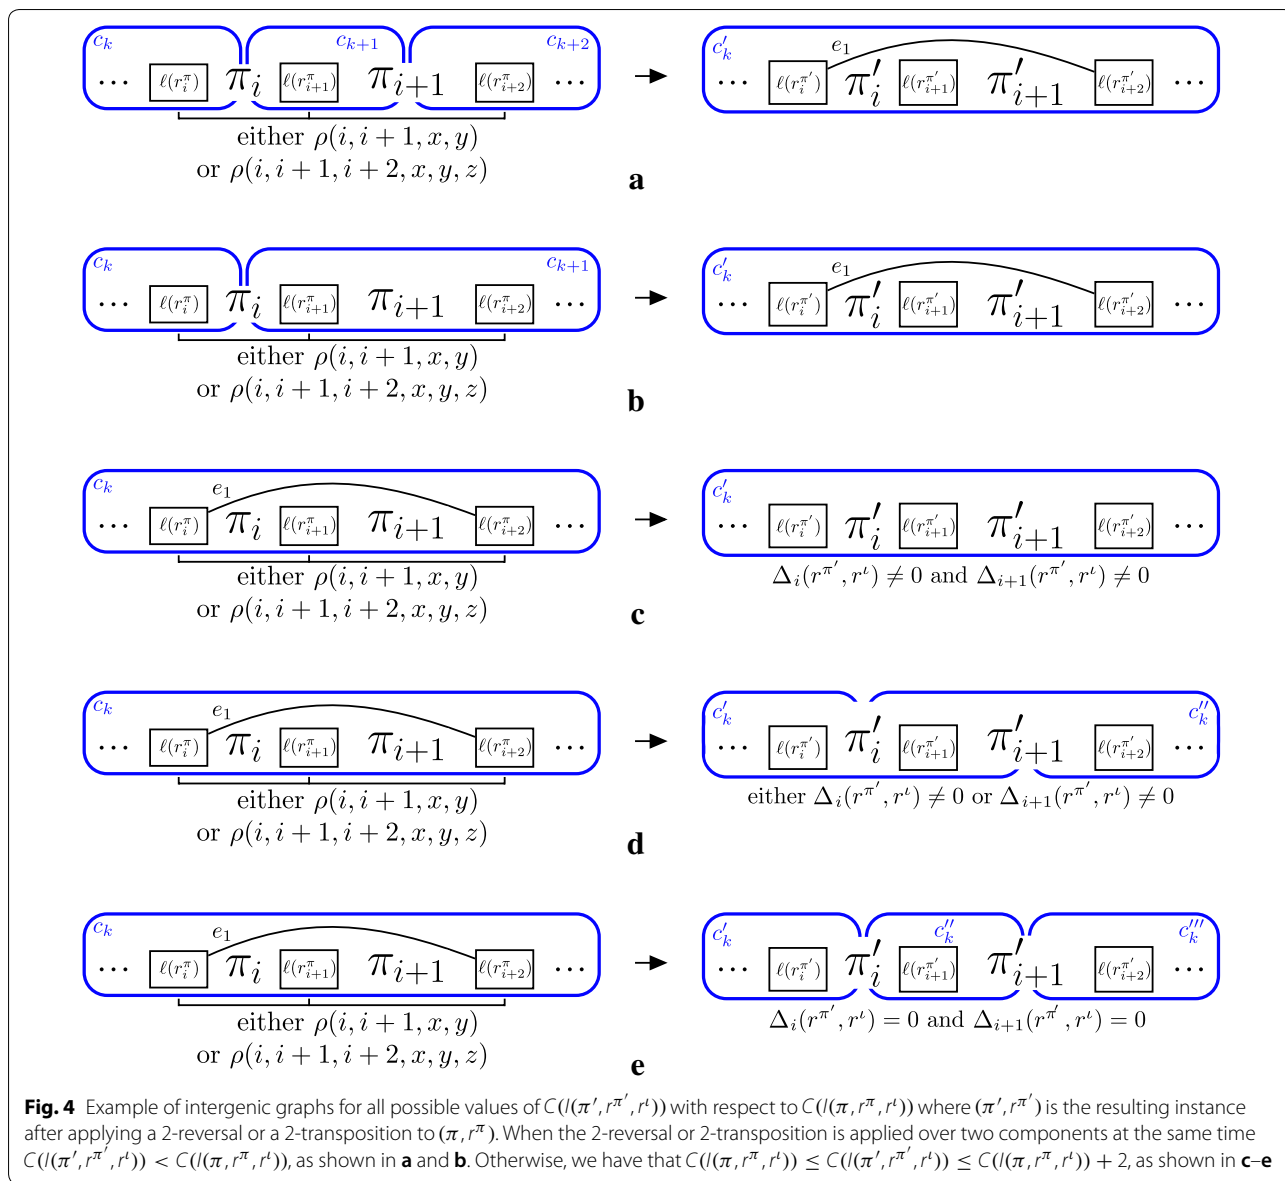 c_k c_{k+1} c_{k+2} c'_k e_1
... ℓ(r_i^π) π_i ℓ(r_{i+1}^π) π_{i+1} ℓ(r_{i+2}^π) ... ... ℓ(r_i^{π'}) π'_i ℓ(r_{i+1}^{π'}) π'_{i+1} ℓ(r_{i+2}^{π'}) ...
either ρ(i, i + 1, x, y)
or ρ(i, i + 1, i + 2, x, y, z)
a
c_k c_{k+1} c'_k e_1
... ℓ(r_i^π) π_i ℓ(r_{i+1}^π) π_{i+1} ℓ(r_{i+2}^π) ... ... ℓ(r_i^{π'}) π'_i ℓ(r_{i+1}^{π'}) π'_{i+1} ℓ(r_{i+2}^{π'}) ...
either ρ(i, i + 1, x, y)
or ρ(i, i + 1, i + 2, x, y, z)
b
c_k e_1 c'_k
... ℓ(r_i^π) π_i ℓ(r_{i+1}^π) π_{i+1} ℓ(r_{i+2}^π) ... ... ℓ(r_i^{π'}) π'_i ℓ(r_{i+1}^{π'}) π'_{i+1} ℓ(r_{i+2}^{π'}) ...
either ρ(i, i + 1, x, y) Δ_i(r^{π'}, r^ι) ≠ 0 and Δ_{i+1}(r^{π'}, r^ι) ≠ 0
or ρ(i, i + 1, i + 2, x, y, z)
c
c_k e_1 c'_k c''_k
... ℓ(r_i^π) π_i ℓ(r_{i+1}^π) π_{i+1} ℓ(r_{i+2}^π) ... ... ℓ(r_i^{π'}) π'_i ℓ(r_{i+1}^{π'}) π'_{i+1} ℓ(r_{i+2}^{π'}) ...
either ρ(i, i + 1, x, y) either Δ_i(r^{π'}, r^ι) ≠ 0 or Δ_{i+1}(r^{π'}, r^ι) ≠ 0
or ρ(i, i + 1, i + 2, x, y, z)
d
c_k e_1 c'_k c''_k c'''_k
... ℓ(r_i^π) π_i ℓ(r_{i+1}^π) π_{i+1} ℓ(r_{i+2}^π) ... ... ℓ(r_i^{π'}) π'_i ℓ(r_{i+1}^{π'}) π'_{i+1} ℓ(r_{i+2}^{π'}) ...
either ρ(i, i + 1, x, y) Δ_i(r^{π'}, r^ι) = 0 and Δ_{i+1}(r^{π'}, r^ι) = 0
or ρ(i, i + 1, i + 2, x, y, z)
e
Fig. 4 Example of intergenic graphs for all possible values of C(I(π', r^{π'}, r^ι)) with respect to C(I(π, r^π, r^ι)) where (π', r^{π'}) is the resulting instance
after applying a 2-reversal or a 2-transposition to (π, r^π). When the 2-reversal or 2-transposition is applied over two components at the same time
C(I(π', r^{π'}, r^ι)) < C(I(π, r^π, r^ι)), as shown in a and b. Otherwise, we have that C(I(π, r^π, r^ι)) ≤ C(I(π', r^{π'}, r^ι)) ≤ C(I(π, r^π, r^ι)) + 2, as shown in c–e